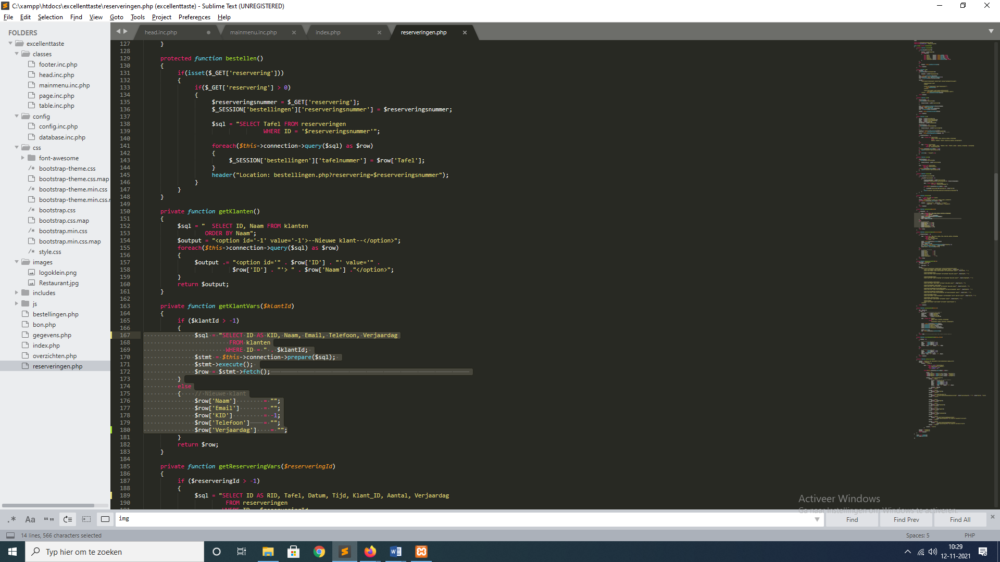 C:\xampp\htdocs\excellenttaste\reserveringen.php (excellenttaste) - Sublime Text (UNREGISTERED)
File Edit Selection Find View Goto Tools Project Preferences Help
FOLDERS
excellenttaste
classes
footer.inc.php
head.inc.php
mainmenu.inc.php
page.inc.php
table.inc.php
config
config.inc.php
database.inc.php
css
font-awesome
/* bootstrap-theme.css
bootstrap-theme.css.map
/* bootstrap-theme.min.css
bootstrap-theme.min.css.r
/* bootstrap.css
bootstrap.css.map
/* bootstrap.min.css
bootstrap.min.css.map
/* style.css
images
logoklein.png
Restaurant.jpg
includes
js
bestellingen.php
bon.php
gegevens.php
index.php
overzichten.php
reserveringen.php
head.inc.php mainmenu.inc.php index.php reserveringen.php
127 }
128
129 protected function bestellen()
130 {
131 if(isset($_GET['reservering']))
132 {
133 if($_GET['reservering'] > 0)
134 {
135 $reserveringsnummer = $_GET['reservering'];
136 $_SESSION['bestellingen']['reserveringsnummer'] = $reserveringsnummer;
137
138 $sql = "SELECT Tafel FROM reserveringen
139 WHERE ID = '$reserveringsnummer'";
140
141 foreach($this->connection->query($sql) as $row)
142 {
143 $_SESSION['bestellingen']['tafelnummer'] = $row['Tafel'];
144 }
145 header("Location: bestellingen.php?reservering=$reserveringsnummer");
146 }
147 }
148 }
149
150 private function getKlanten()
151 {
152 $sql = " SELECT ID, Naam FROM klanten
153 ORDER BY Naam";
154 $output = "<option id='-1' value='-1'>--Nieuwe klant--</option>";
155 foreach($this->connection->query($sql) as $row)
156 {
157 $output .= "<option id='" . $row['ID'] . "' value='" .
158 $row['ID'] . "'> " . $row['Naam'] ."</option>";
159 }
160 return $output;
161 }
162
163 private function getKlantVars($klantId)
164 {
165 if ($klantId > -1)
166 {
167 $sql = "SELECT ID AS KID, Naam, Email, Telefoon, Verjaardag
168 FROM klanten
169 WHERE ID = " . $klantId;
170 $stmt = $this->connection->prepare($sql);
171 $stmt->execute();
172 $row = $stmt->fetch();
173 }
174 else
175 { // Nieuwe klant
176 $row['Naam'] = "";
177 $row['Email'] = "";
178 $row['KID'] = -1;
179 $row['Telefoon'] = "";
180 $row['Verjaardag'] = "";
181 }
182 return $row;
183 }
184
185 private function getReserveringVars($reserveringId)
186 {
187 if ($reserveringId > -1)
188 {
189 $sql = "SELECT ID AS RID, Tafel, Datum, Tijd, Klant_ID, Aantal, Verjaardag
190 FROM reserveringen
Activeer Windows
Ga naar Instellingen om Windows te activeren.
.* Aa “” img Find Find Prev Find All
14 lines, 566 characters selected Spaces: 5 PHP
Typ hier om te zoeken
10:29
12-11-2021